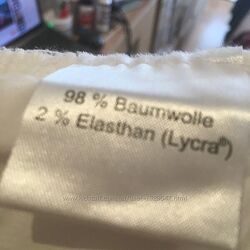 98 % Baumwolle
2 % Elasthan (Lycra®)